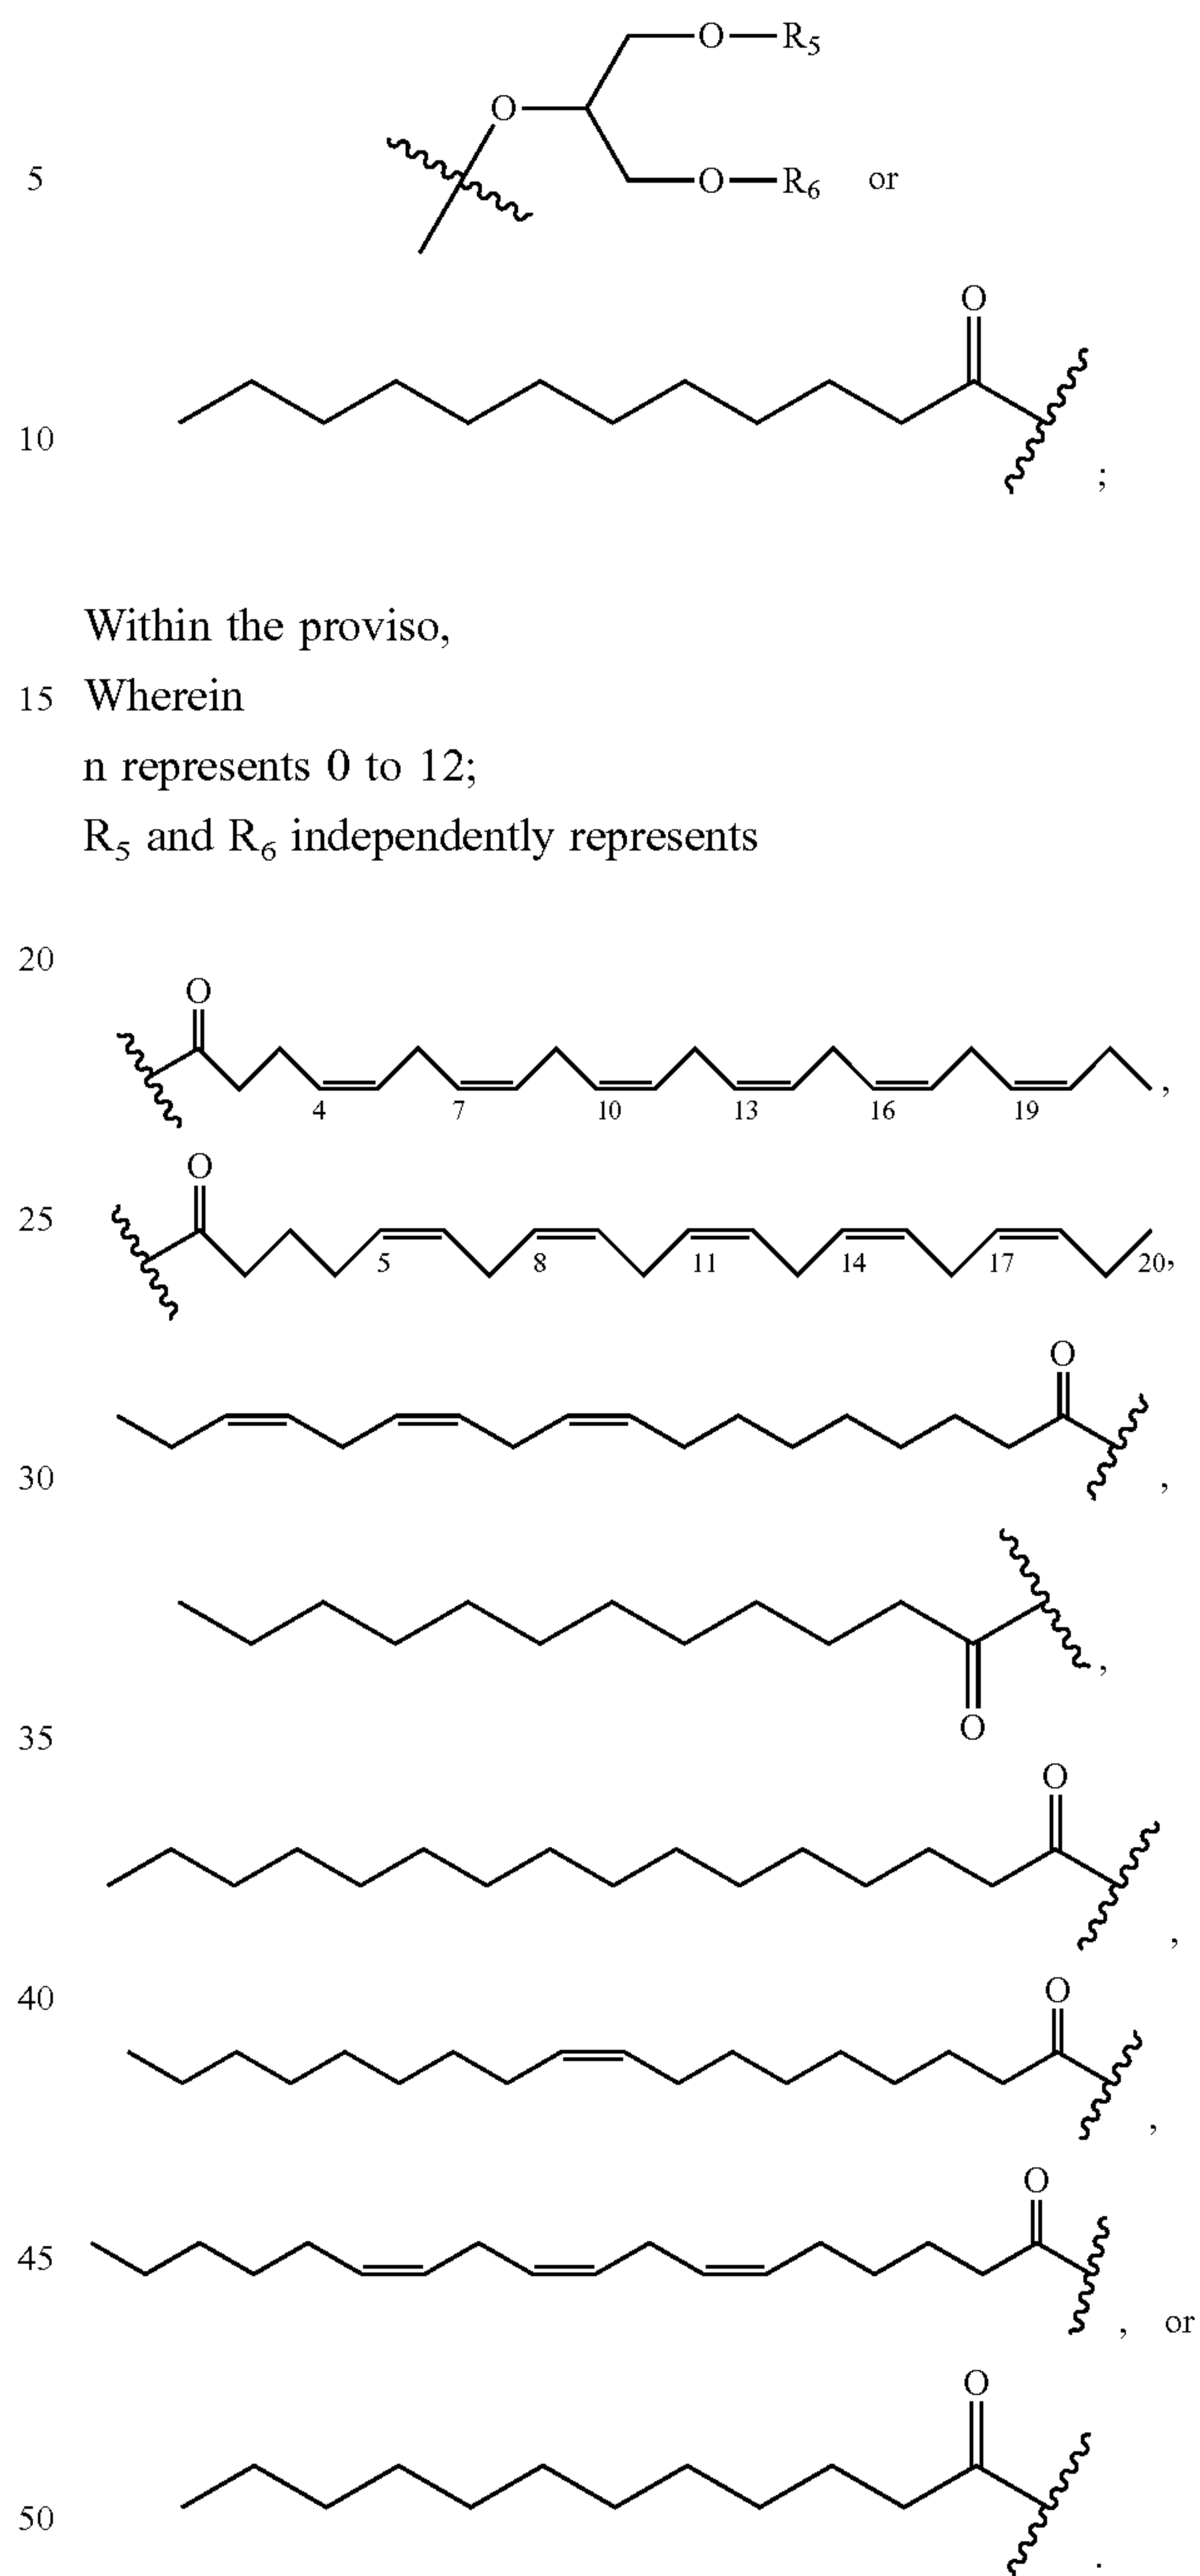 O—R₅
O
5 O—R₆ or
O
10 ;
Within the proviso,
15 Wherein
n represents 0 to 12;
R₅ and R₆ independently represents
20
O
4 7 10 13 16 19 ,
O
25 5 8 11 14 17 20,
O
30 ,
,
O
35
O
,
40 O
,
O
45 , or
O
50 .